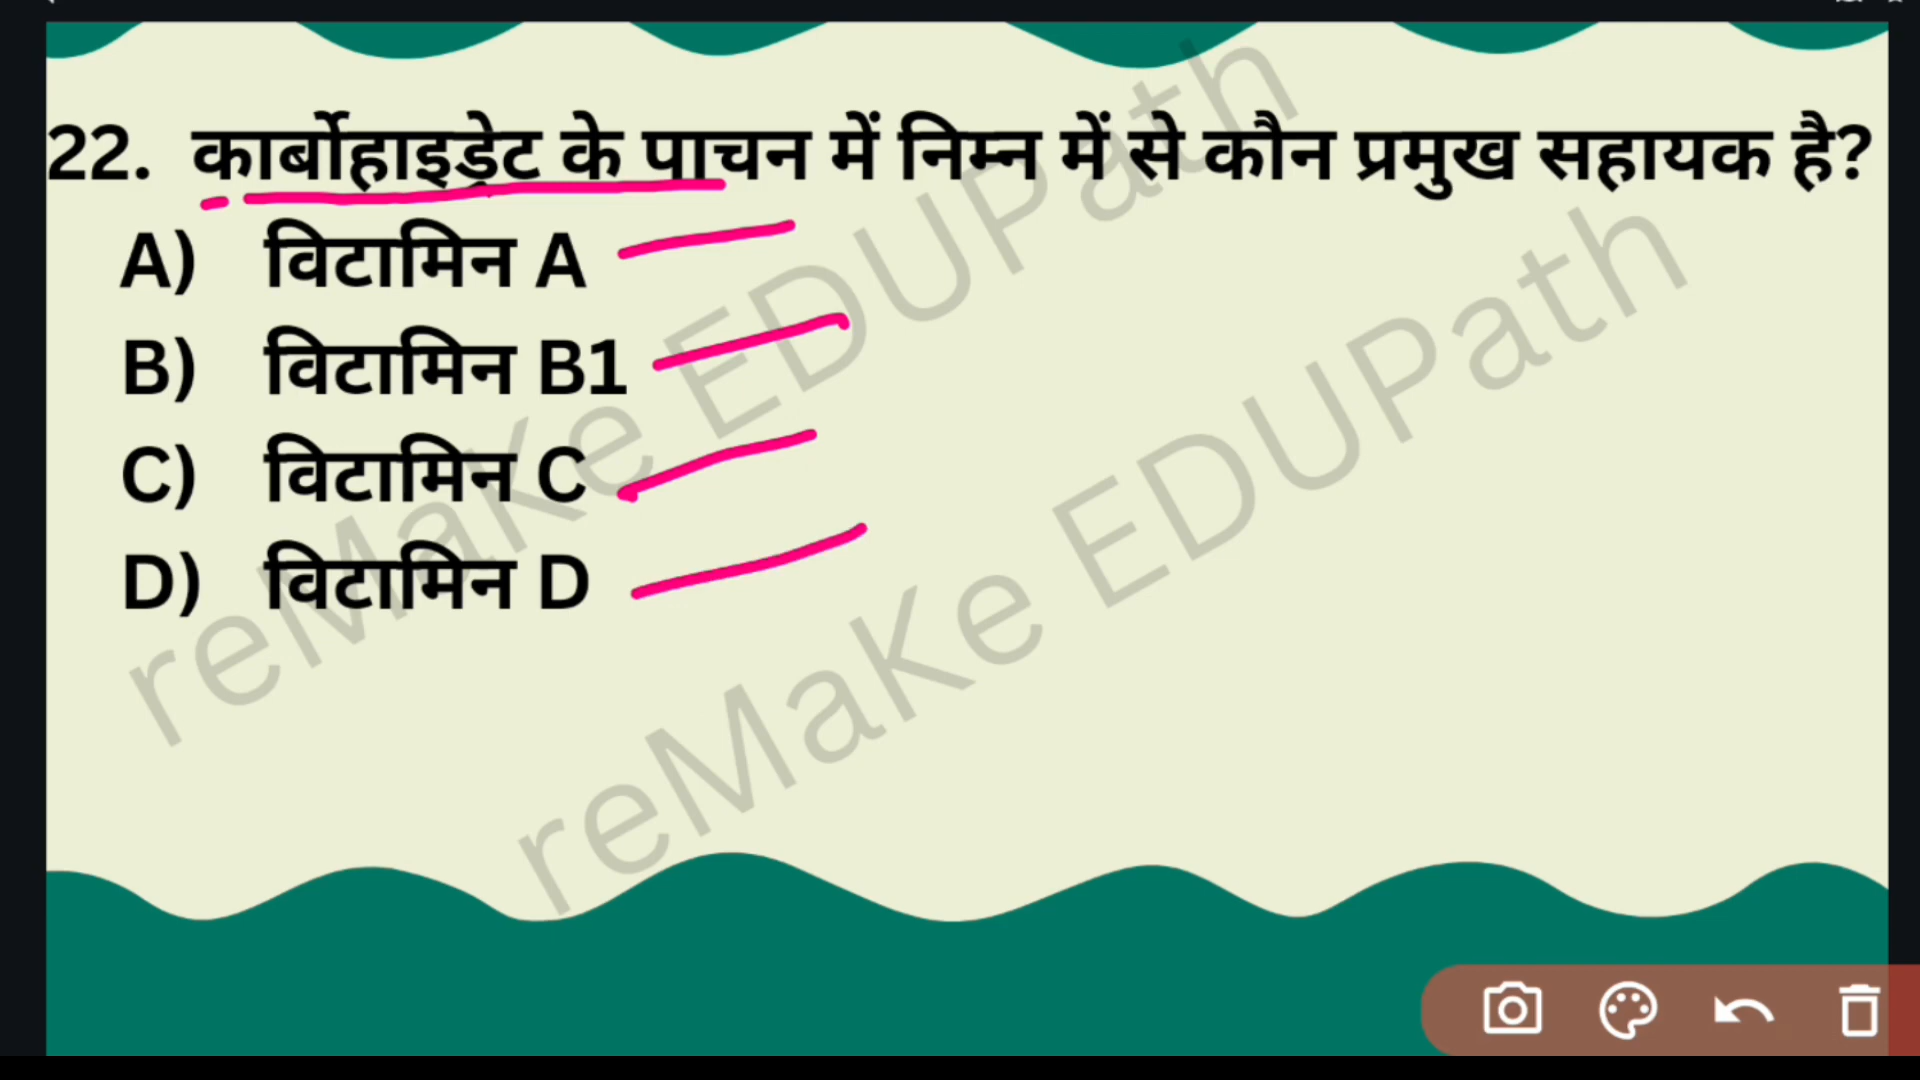 22. कार्बोहाइड्रेट के पाचन में निम्न में से कौन प्रमुख सहायक है?
A) विटामिन A
B) विटामिन B1
C) विटामिन C
D) विटामिन D
reMaKe EDUPath
reMaKe EDUPath